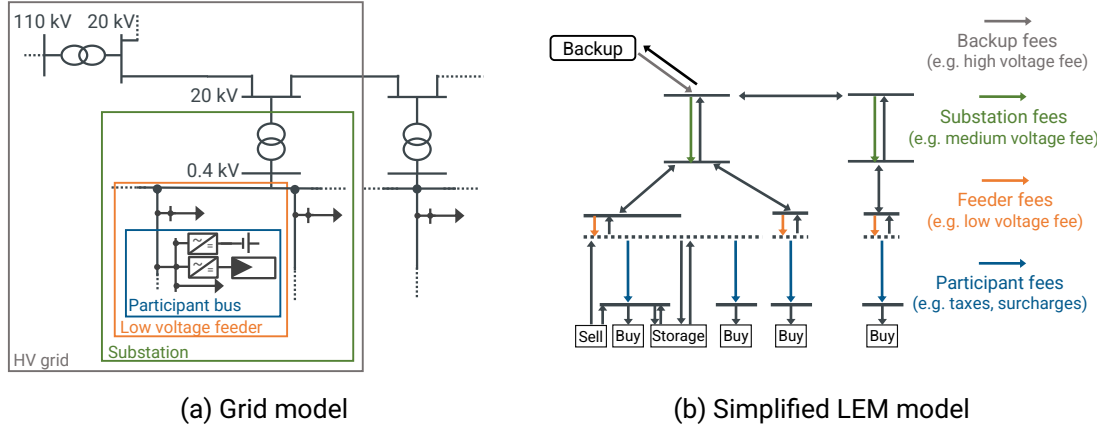 110 kV
20 kV
20 kV
0.4 kV
Participant bus
Low voltage feeder
Substation
HV grid
(a) Grid model
Backup
Sell
Buy
Storage
Buy
Buy
Buy
Backup fees
(e.g. high voltage fee)
Substation fees
(e.g. medium voltage fee)
Feeder fees
(e.g. low voltage fee)
Participant fees
(e.g. taxes, surcharges)
(b) Simplified LEM model